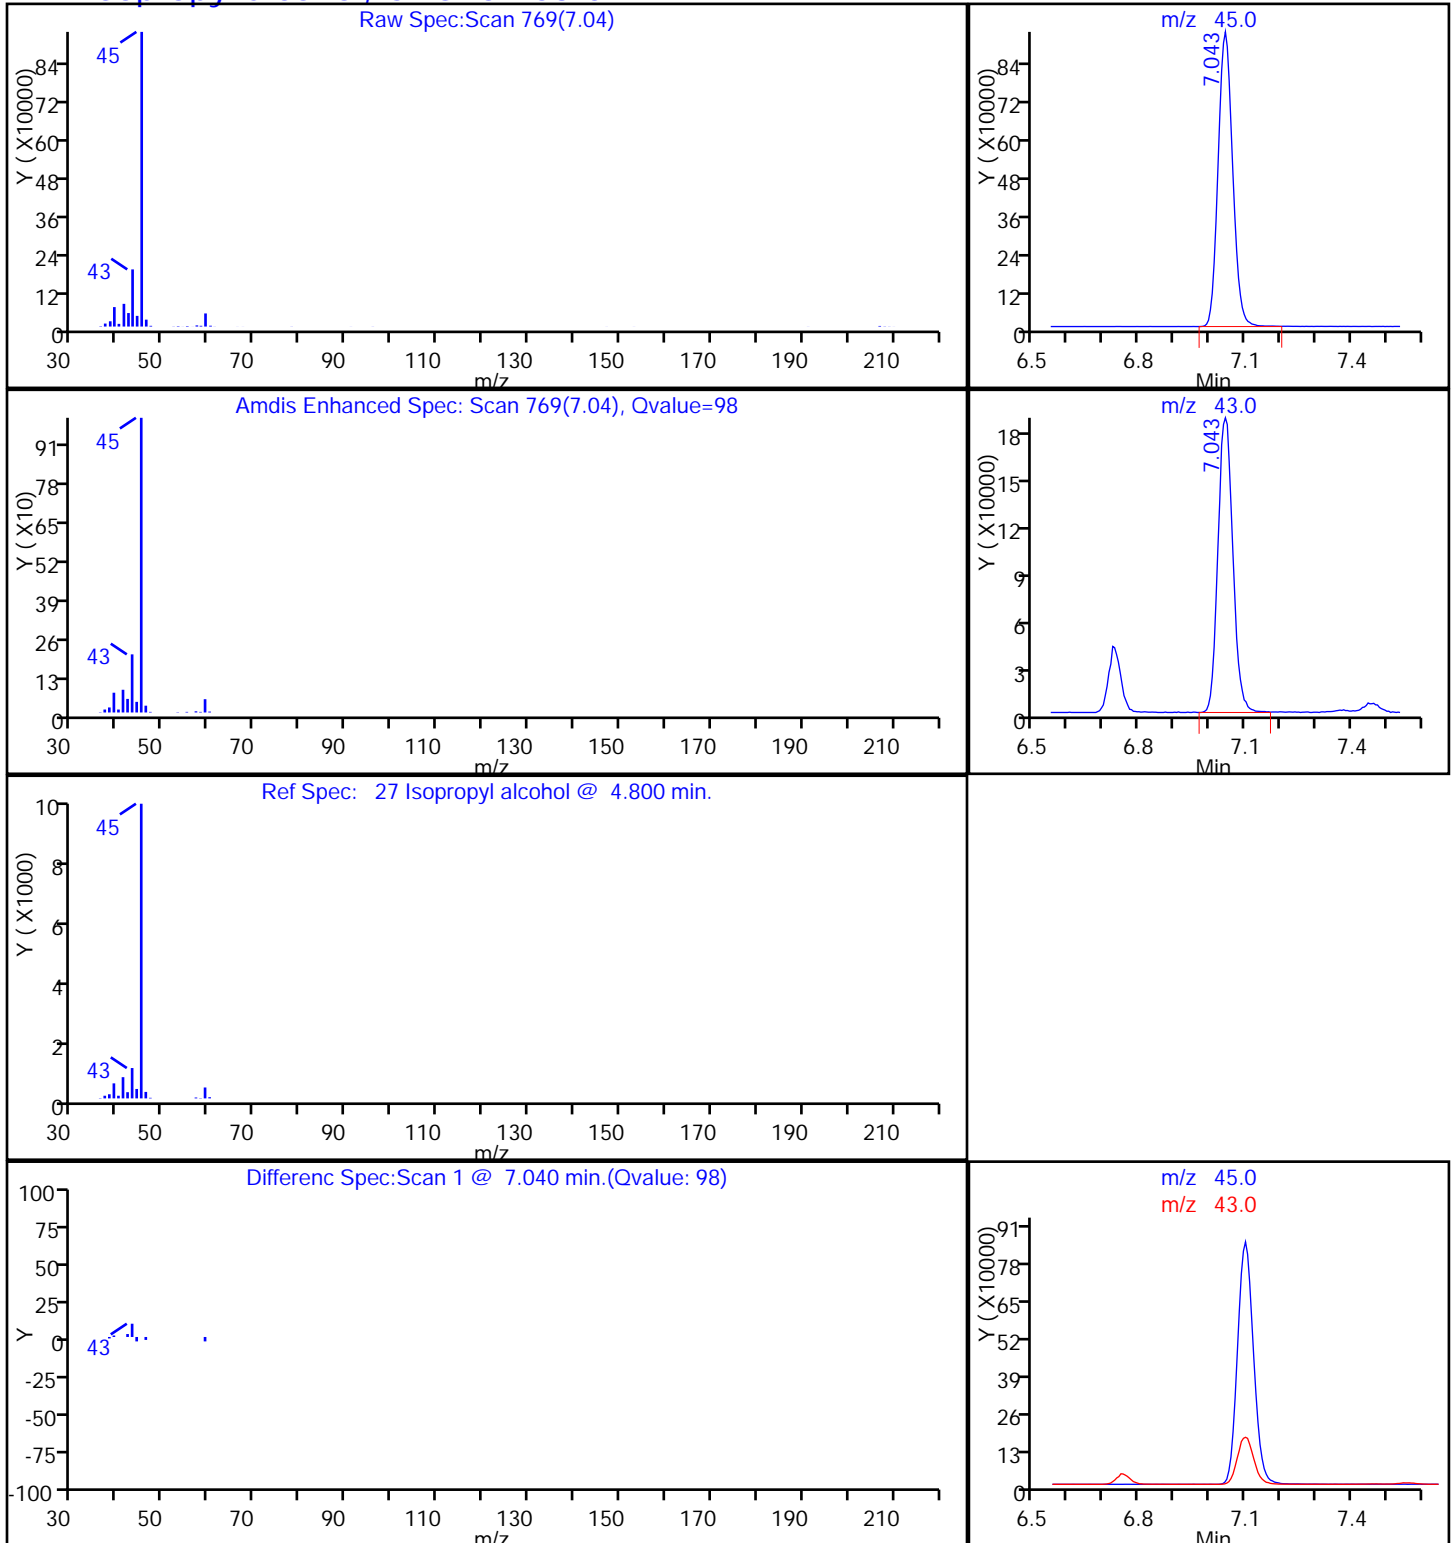 Raw Spec:Scan 769(7.04)
45
43
Y ( X10000)
84
72
60
48
36
24
12
0
30 50 70 90 110 130 150 170 190 210
m/z
m/z 45.0
7.043
Y ( X10000)
84
72
60
48
36
24
12
0
6.5 6.8 7.1 7.4
Min
Amdis Enhanced Spec: Scan 769(7.04), Qvalue=98
45
43
Y ( X10)
91
78
65
52
39
26
13
0
30 50 70 90 110 130 150 170 190 210
m/z
m/z 43.0
7.043
Y ( X10000)
18
15
12
9
6
3
0
6.5 6.8 7.1 7.4
Min
Ref Spec: 27 Isopropyl alcohol @ 4.800 min.
45
43
Y ( X1000)
10
8
6
4
2
0
30 50 70 90 110 130 150 170 190 210
m/z
Differenc Spec:Scan 1 @ 7.040 min.(Qvalue: 98)
43
Y
100
75
50
25
0
-25
-50
-75
-100
30 50 70 90 110 130 150 170 190 210
m/z
m/z 45.0
m/z 43.0
Y ( X10000)
91
78
65
52
39
26
13
0
6.5 6.8 7.1 7.4
Min